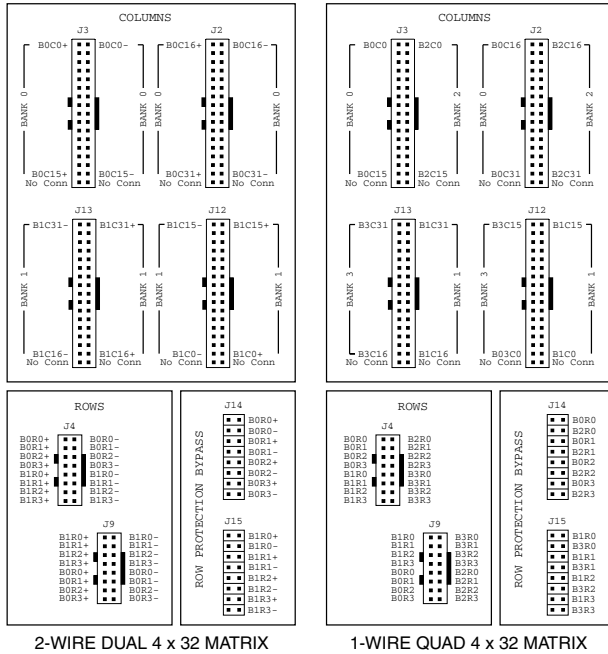 COLUMNS
J3 J2
B0C0+ B0C0- B0C16+ B0C16-
BANK 0 BANK 0 BANK 0 BANK 0
B0C15+ B0C15- B0C31+ B0C31-
No Conn No Conn No Conn No Conn
J13 J12
B1C31- B1C31+ B1C15- B1C15+
BANK 1 BANK 1 BANK 1 BANK 1
B1C16- B1C16+ B1C0- B1C0+
No Conn No Conn No Conn No Conn
ROWS
J4
B0R0+ B0R0-
B0R1+ B0R1-
B0R2+ B0R2-
B0R3+ B0R3-
B1R0+ B1R0-
B1R1+ B1R1-
B1R2+ B1R2-
B1R3+ B1R3-
J9
B1R0+ B1R0-
B1R1+ B1R1-
B1R2+ B1R2-
B1R3+ B1R3-
B0R0+ B0R0-
B0R1+ B0R1-
B0R2+ B0R2-
B0R3+ B0R3-
ROW PROTECTION BYPASS
J14
B0R0+
B0R0-
B0R1+
B0R1-
B0R2+
B0R2-
B0R3+
B0R3-
J15
B1R0+
B1R0-
B1R1+
B1R1-
B1R2+
B1R2-
B1R3+
B1R3-
2-WIRE DUAL 4 x 32 MATRIX
COLUMNS
J3 J2
B0C0 B2C0 B0C16 B2C16
BANK 0 BANK 2 BANK 0 BANK 2
B0C15 B2C15 B0C31 B2C31
No Conn No Conn No Conn No Conn
J13 J12
B3C31 B1C31 B3C15 B1C15
BANK 3 BANK 1 BANK 3 BANK 1
B3C16 B1C16 B03C0 B1C0
No Conn No Conn No Conn No Conn
ROWS
J4
B0R0 B2R0
B0R1 B2R1
B0R2 B2R2
B0R3 B2R3
B1R0 B3R0
B1R1 B3R1
B1R2 B3R2
B1R3 B3R3
J9
B1R0 B3R0
B1R1 B3R1
B1R2 B3R2
B1R3 B3R3
B0R0 B2R0
B0R1 B2R1
B0R2 B2R2
B0R3 B2R3
ROW PROTECTION BYPASS
J14
B0R0
B2R0
B0R1
B2R1
B0R2
B2R2
B0R3
B2R3
J15
B1R0
B3R0
B1R1
B3R1
B1R2
B3R2
B1R3
B3R3
1-WIRE QUAD 4 x 32 MATRIX